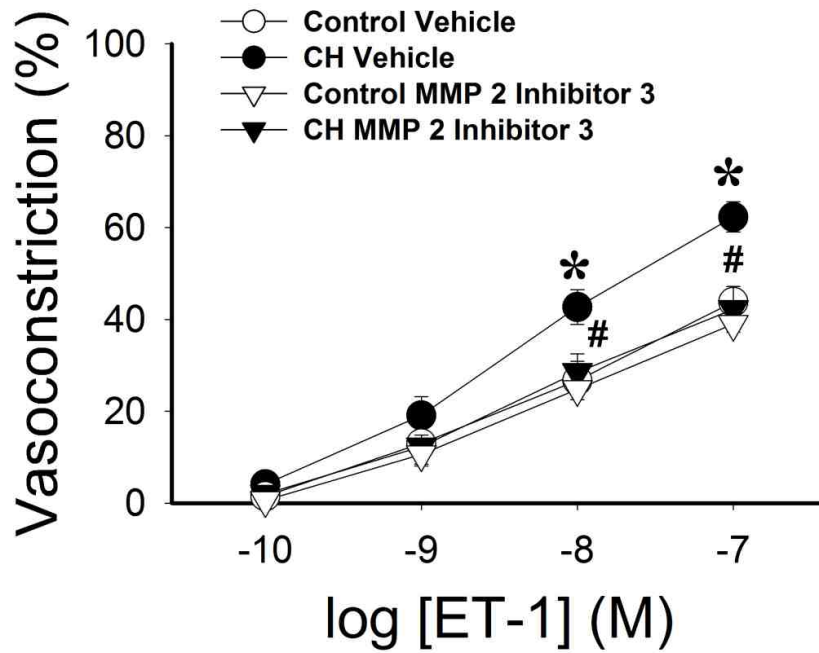 Control Vehicle
CH Vehicle
Control MMP 2 Inhibitor 3
CH MMP 2 Inhibitor 3
Vasoconstriction (%)
100
80
60
40
20
0
*
*
#
#
-10 -9 -8 -7
log [ET-1] (M)